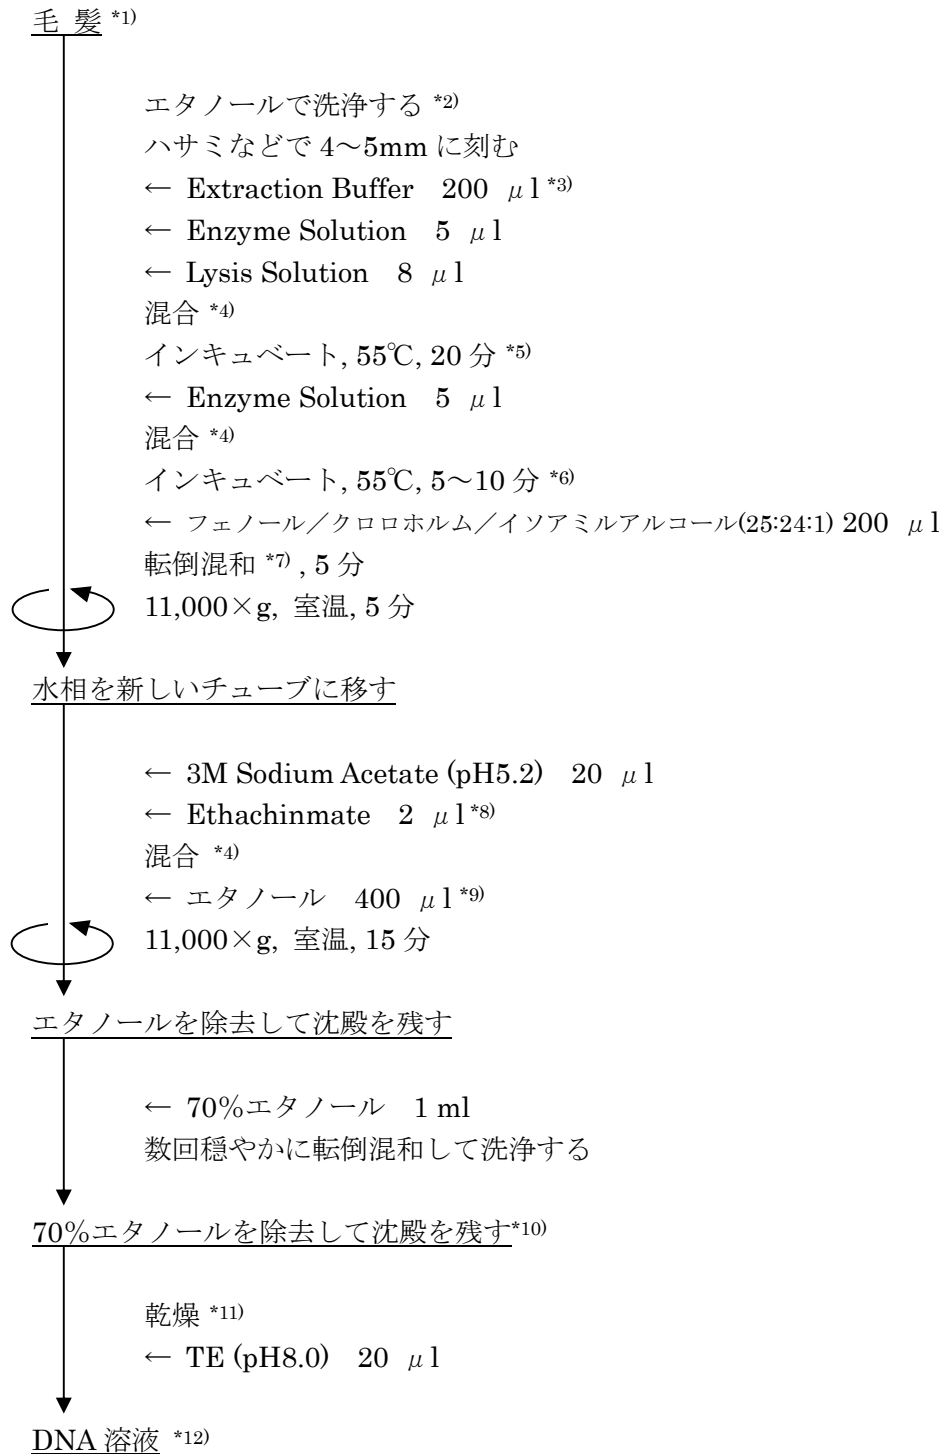 毛 髪 *1)
エタノールで洗浄する *2)
ハサミなどで 4～5mm に刻む
← Extraction Buffer 200 μl *3)
← Enzyme Solution 5 μl
← Lysis Solution 8 μl
混合 *4)
インキュベート, 55℃, 20 分 *5)
← Enzyme Solution 5 μl
混合 *4)
インキュベート, 55℃, 5～10 分 *6)
← フェノール／クロロホルム／イソアミルアルコール(25:24:1) 200 μl
転倒混和 *7) , 5 分
11,000×g, 室温, 5 分
水相を新しいチューブに移す
← 3M Sodium Acetate (pH5.2) 20 μl
← Ethachinmate 2 μl *8)
混合 *4)
← エタノール 400 μl *9)
11,000×g, 室温, 15 分
エタノールを除去して沈殿を残す
← 70%エタノール 1 ml
数回穏やかに転倒混和して洗浄する
70%エタノールを除去して沈殿を残す*10)
乾燥 *11)
← TE (pH8.0) 20 μl
DNA 溶液 *12)